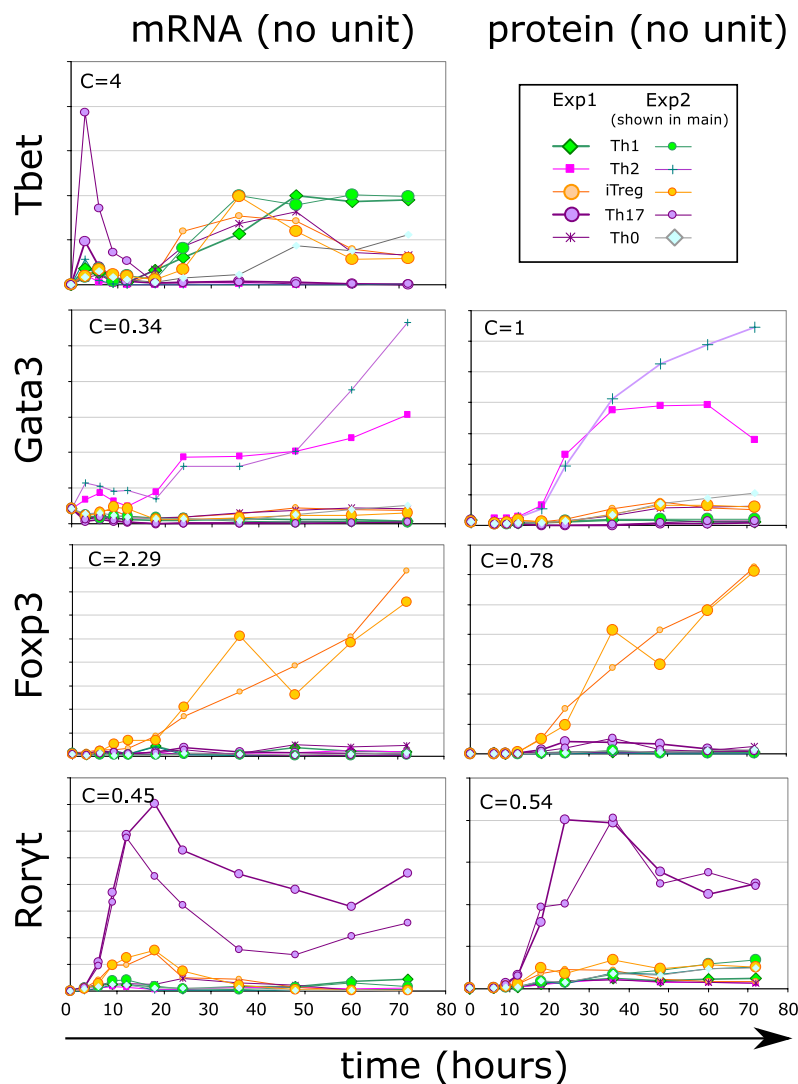 mRNA (no unit) protein (no unit)
Tbet
C=4
Exp1 Exp2
(shown in main)
Th1
Th2
iTreg
Th17
Th0
Gata3
C=0.34
C=1
Foxp3
C=2.29
C=0.78
Rorγt
C=0.45
C=0.54
0 10 20 30 40 50 60 70 80 0 10 20 30 40 50 60 70 80
time (hours)